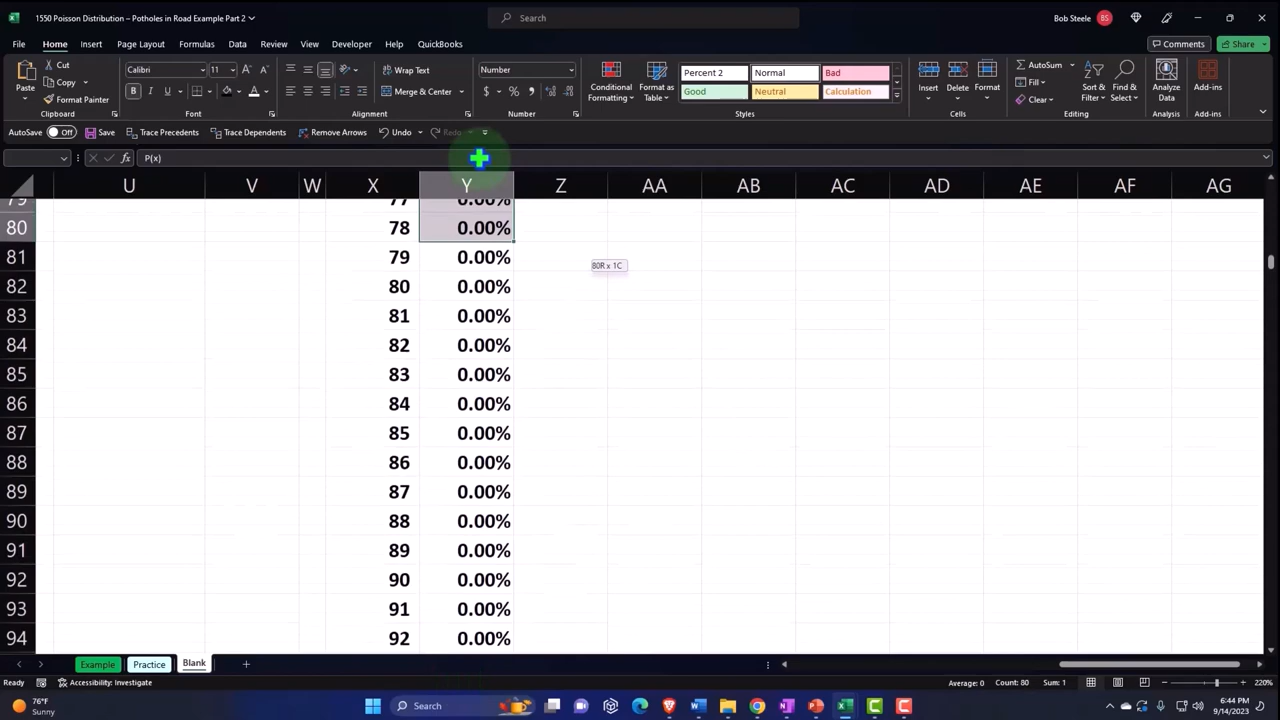 1550 Poisson Distribution – Potholes in Road Example Part 2
Search
Bob Steele
BS
File Home Insert Page Layout Formulas Data Review View Developer Help QuickBooks
Comments
Share
Paste
Cut
Copy
Format Painter
Clipboard
Calibri
11
Font
Wrap Text
Merge & Center
Alignment
Number
Number
Conditional Formatting
Format as Table
Percent 2
Normal
Bad
Good
Neutral
Calculation
Styles
Insert
Delete
Format
Cells
AutoSum
Fill
Clear
Sort & Filter
Find & Select
Editing
Analyze Data
Analysis
Add-ins
Add-ins
AutoSave Off Save Trace Precedents Trace Dependents Remove Arrows Undo Redo
P(x)
U V W X Y Z AA AB AC AD AE AF AG
79 77 0.00%
80 78 0.00%
81 79 0.00%
80R x 1C
82 80 0.00%
83 81 0.00%
84 82 0.00%
85 83 0.00%
86 84 0.00%
87 85 0.00%
88 86 0.00%
89 87 0.00%
90 88 0.00%
91 89 0.00%
92 90 0.00%
93 91 0.00%
94 92 0.00%
Example Practice Blank
Ready
Accessibility: Investigate
Average: 0 Count: 80 Sum: 1
220%
76°F
Sunny
Search
6:44 PM
9/14/2023